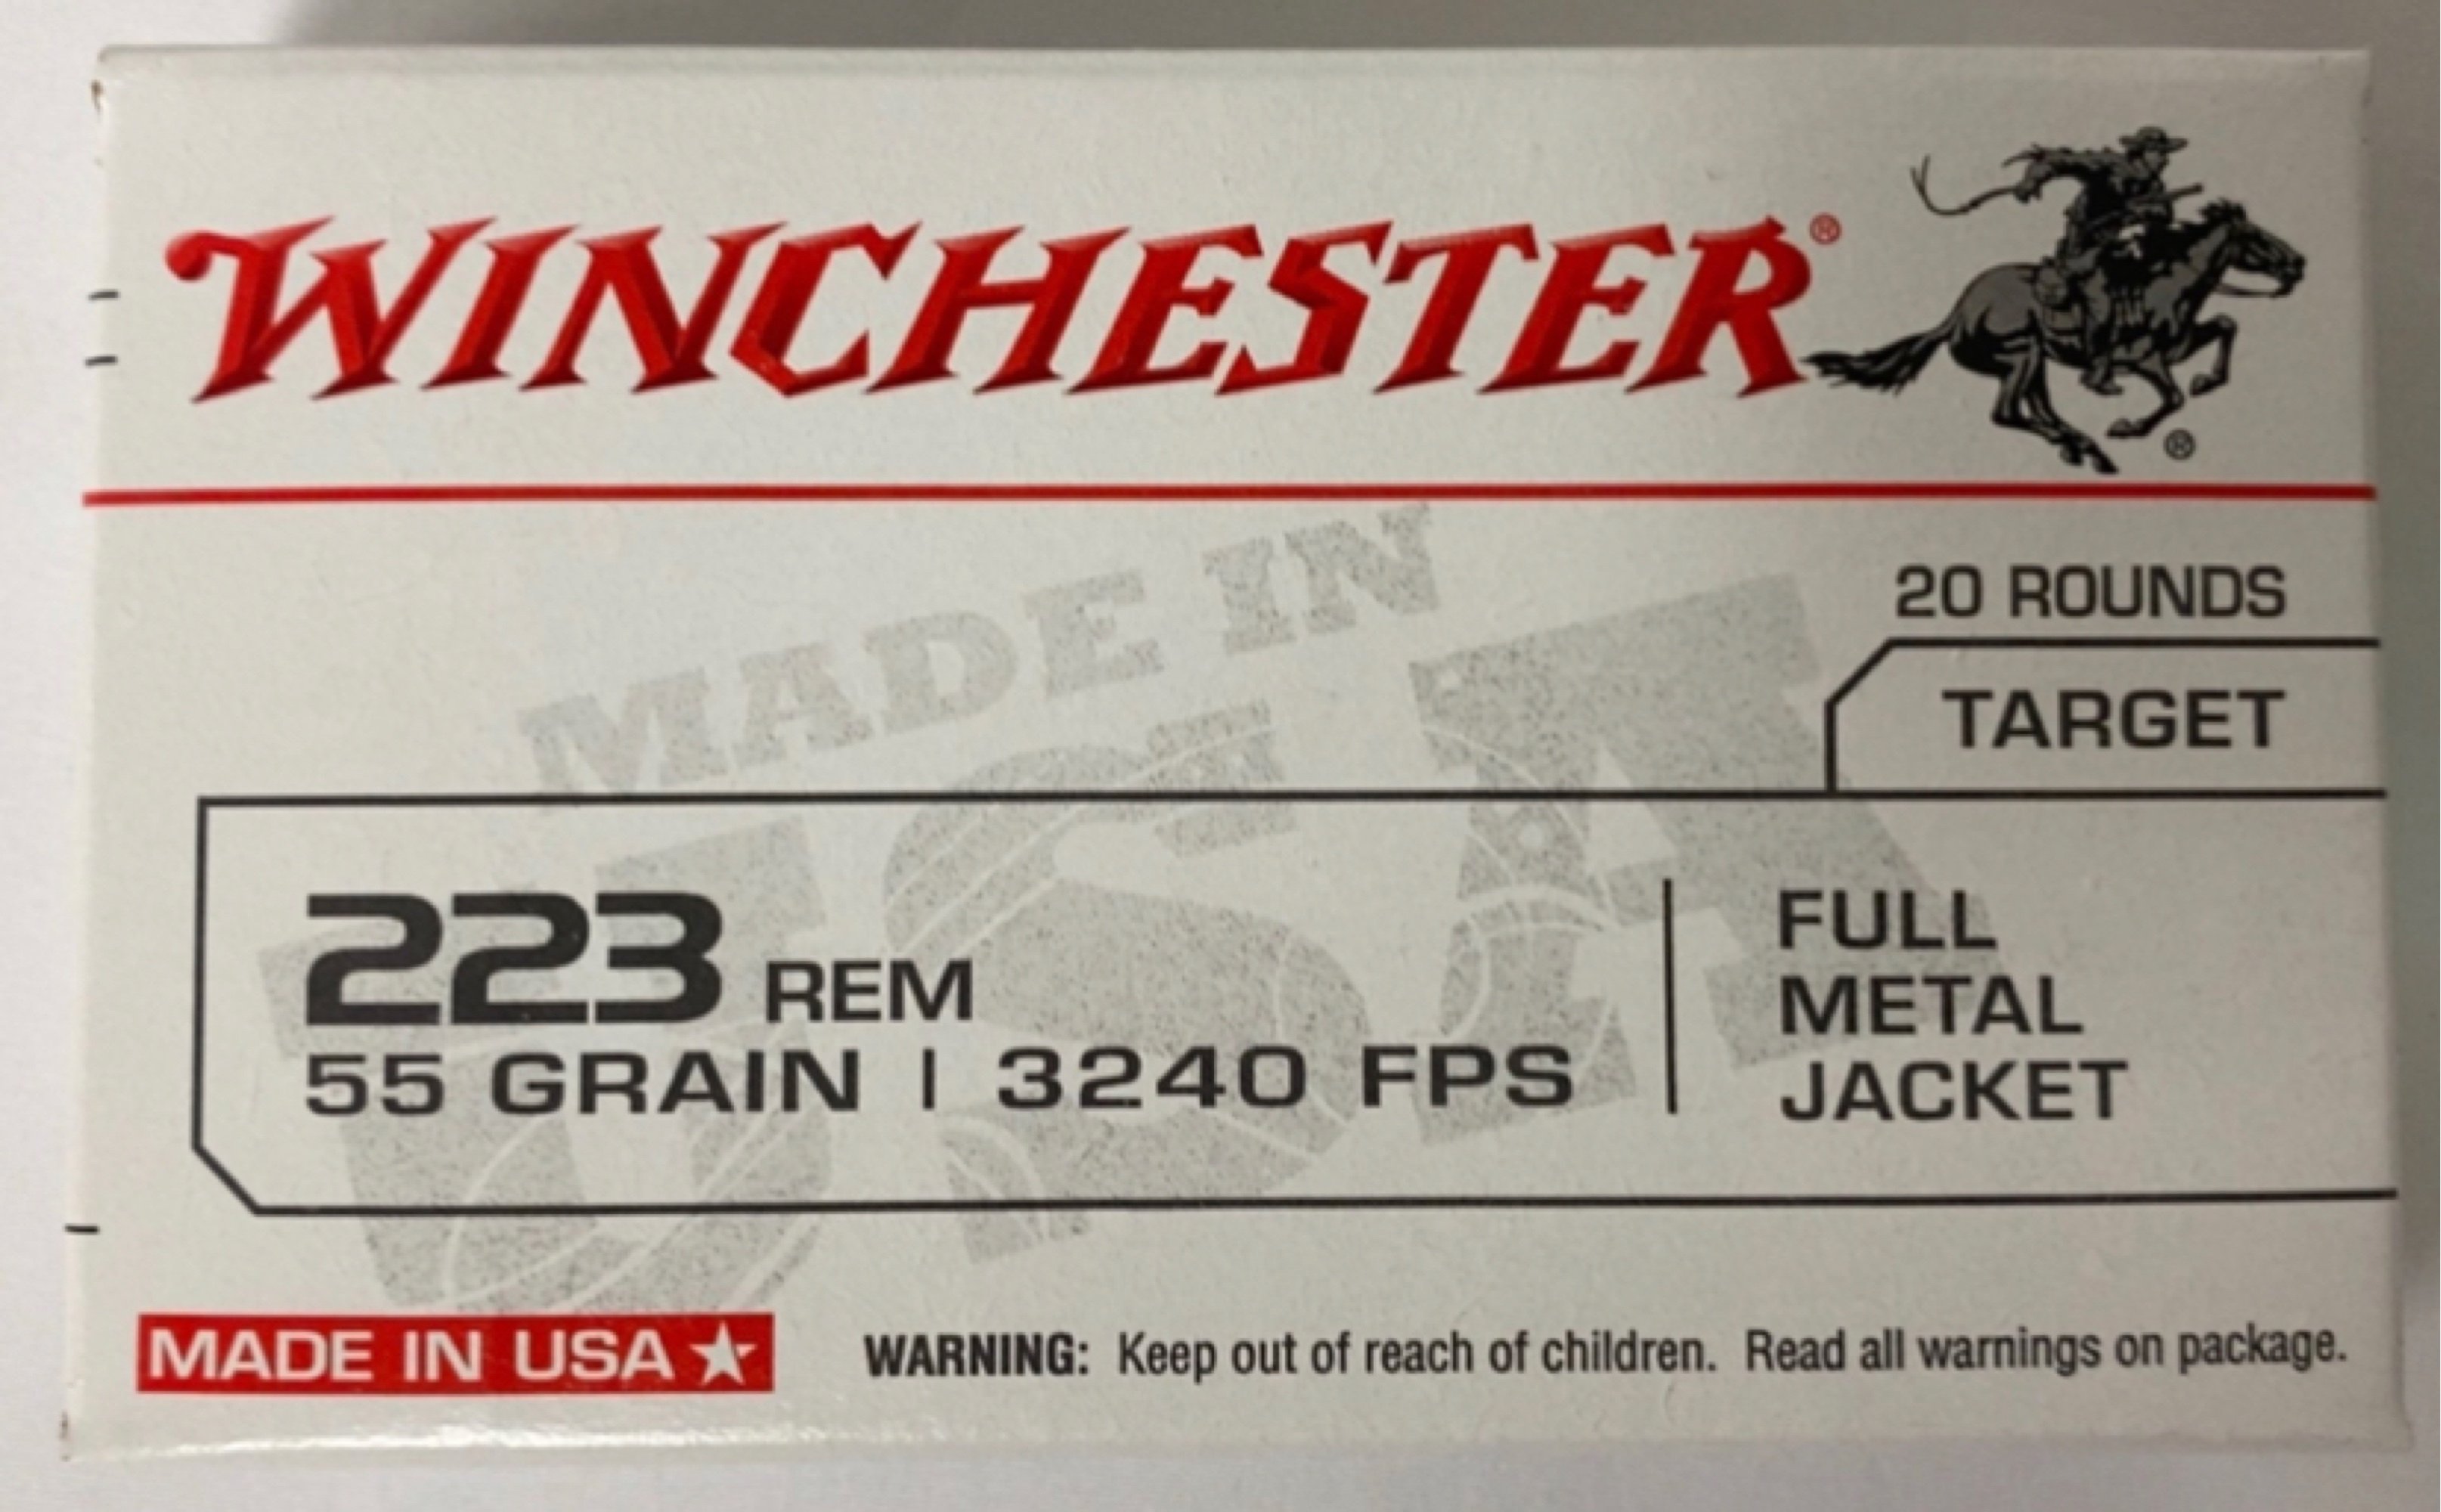 WINCHESTER®
®
20 ROUNDS
TARGET
MADE IN
USA
223 REM
55 GRAIN | 3240 FPS
FULL
METAL
JACKET
MADE IN USA ★
WARNING: Keep out of reach of children. Read all warnings on package.